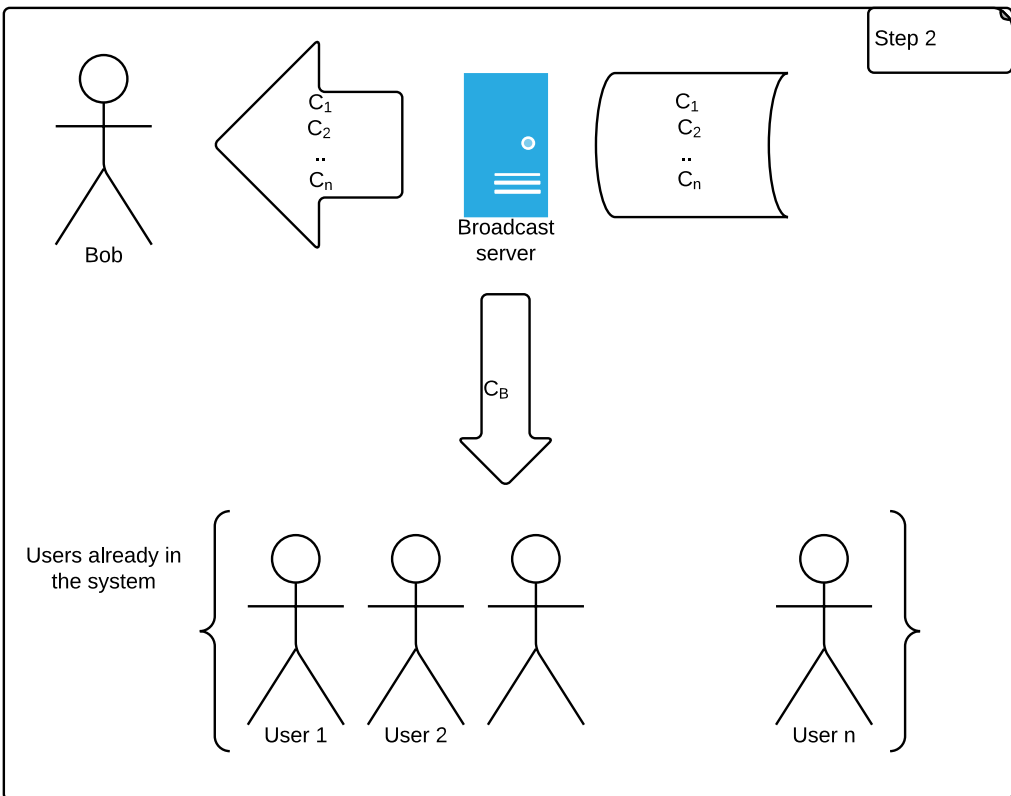 Step 2
C₁
C₂
..
Cₙ
C₁
C₂
..
Cₙ
Bob
Broadcast
server
C_B
Users already in
the system
User 1
User 2
User n